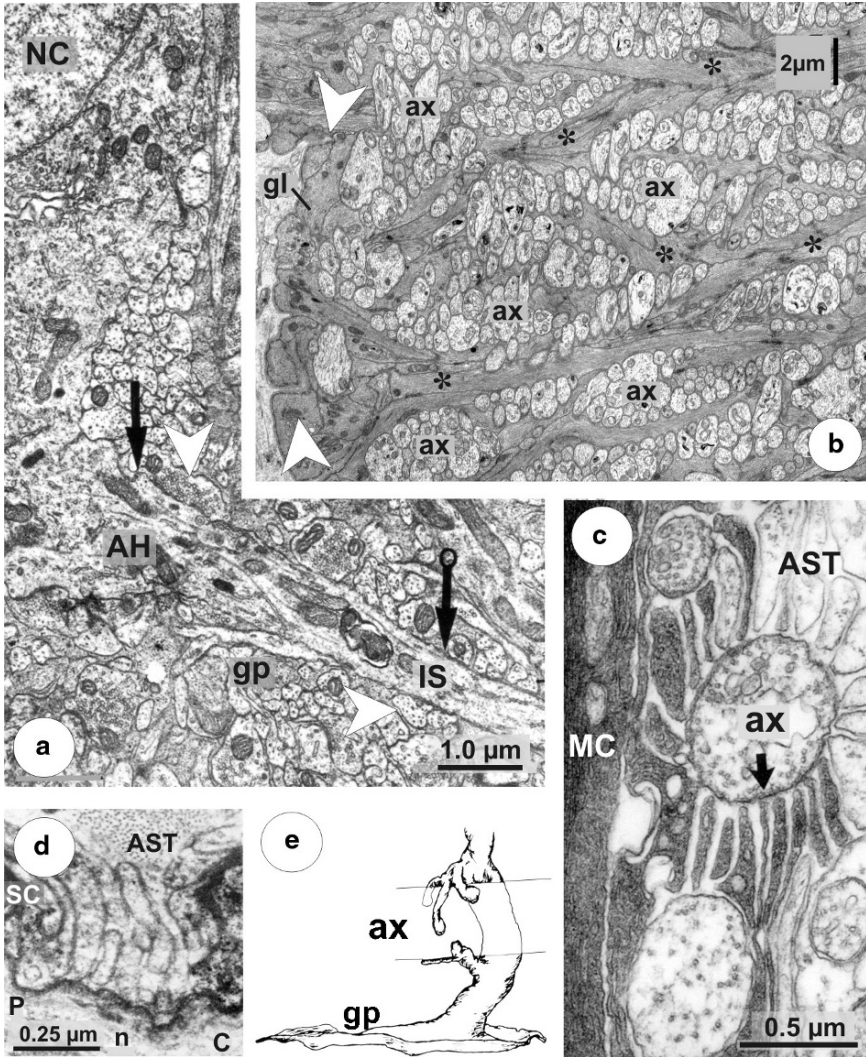 NC
AH
gp
IS
a
1.0 µm
2µm
ax
*
*
gl
ax
*
*
ax
*
ax
ax
b
c
AST
ax
MC
0.5 µm
d
AST
SC
P
n
C
0.25 µm
e
ax
gp